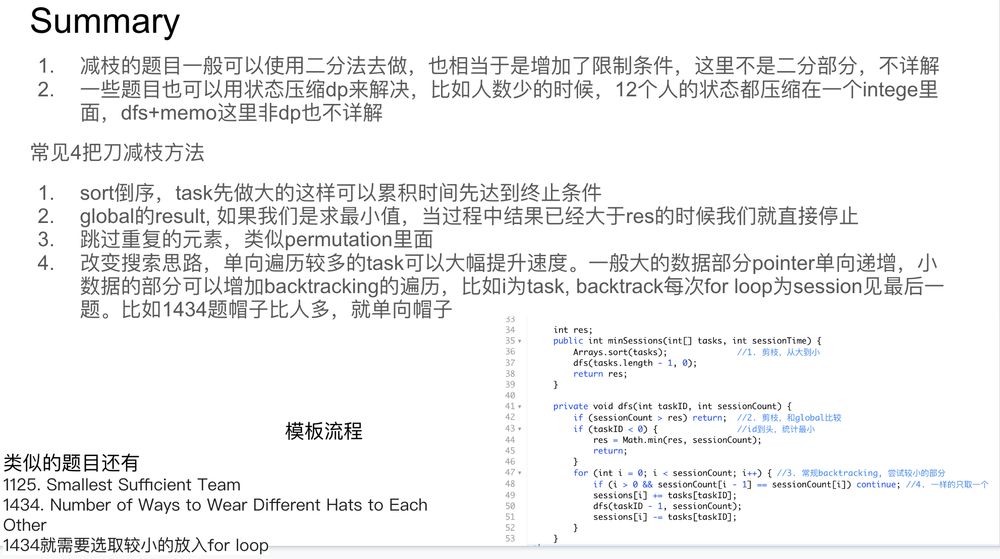 Summary
1. 减枝的题目一般可以使用二分法去做，也相当于是增加了限制条件，这里不是二分部分，不详解
2. 一些题目也可以用状态压缩dp来解决，比如人数少的时候，12个人的状态都压缩在一个intege里
面，dfs+memo这里非dp也不详解
常见4把刀减枝方法
1. sort倒序，task先做大的这样可以累积时间先达到终止条件
2. global的result, 如果我们是求最小值，当过程中结果已经大于res的时候我们就直接停止
3. 跳过重复的元素，类似permutation里面
4. 改变搜索思路，单向遍历较多的task可以大幅提升速度。一般大的数据部分pointer单向递增，小
数据的部分可以增加backtracking的遍历，比如i为task, backtrack每次for loop为session见最后一
题。比如1434题帽子比人多，就单向帽子
模板流程
类似的题目还有
1125. Smallest Sufficient Team
1434. Number of Ways to Wear Different Hats to Each
Other
1434就需要选取较小的放入for loop
33
34 int res;
35 public int minSessions(int[] tasks, int sessionTime) {
36 Arrays.sort(tasks); //1. 剪枝，从大到小
37 dfs(tasks.length - 1, 0);
38 return res;
39 }
40
41 private void dfs(int taskID, int sessionCount) {
42 if (sessionCount > res) return; //2. 剪枝，和global比较
43 if (taskID < 0) { //id到头，统计最小
44 res = Math.min(res, sessionCount);
45 return;
46 }
47 for (int i = 0; i < sessionCount; i++) { //3. 常规backtracking, 尝试较小的部分
48 if (i > 0 && sessionCount[i - 1] == sessionCount[i]) continue; //4. 一样的只取一个
49 sessions[i] += tasks[taskID];
50 dfs(taskID - 1, sessionCount);
51 sessions[i] -= tasks[taskID];
52 }
53 }